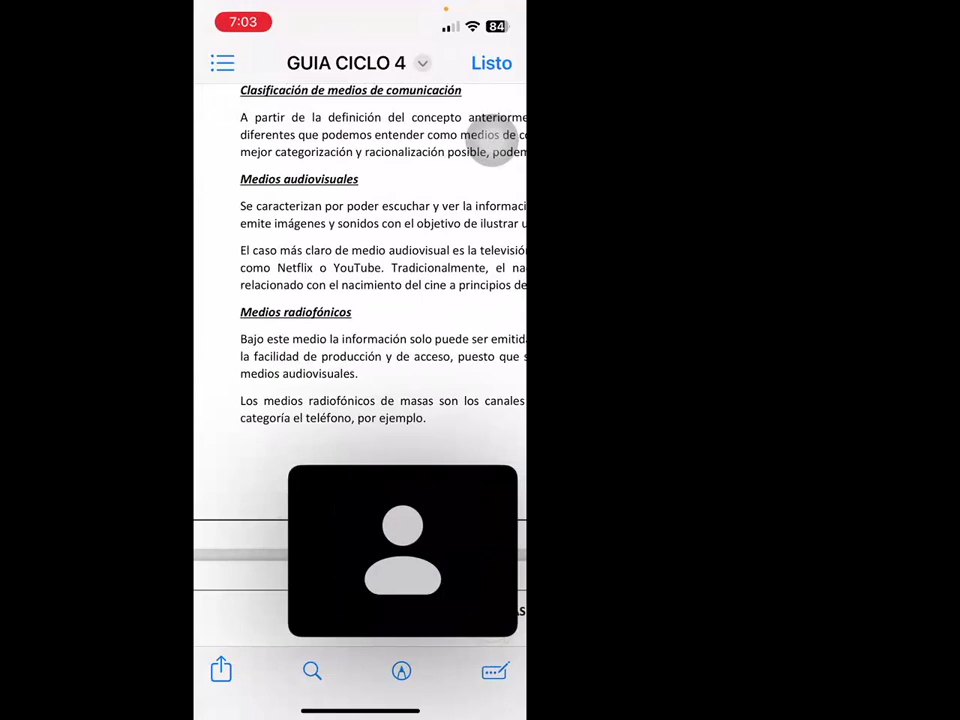 7:03
84
GUIA CICLO 4
Listo
Clasificación de medios de comunicación
A partir de la definición del concepto anteriorme
diferentes que podemos entender como medios de c
mejor categorización y racionalización posible, podem
Medios audiovisuales
Se caracterizan por poder escuchar y ver la informaci
emite imágenes y sonidos con el objetivo de ilustrar u
El caso más claro de medio audiovisual es la televisión
como Netflix o YouTube. Tradicionalmente, el na
relacionado con el nacimiento del cine a principios de
Medios radiofónicos
Bajo este medio la información solo puede ser emitid
la facilidad de producción y de acceso, puesto que s
medios audiovisuales.
Los medios radiofónicos de masas son los canales
categoría el teléfono, por ejemplo.